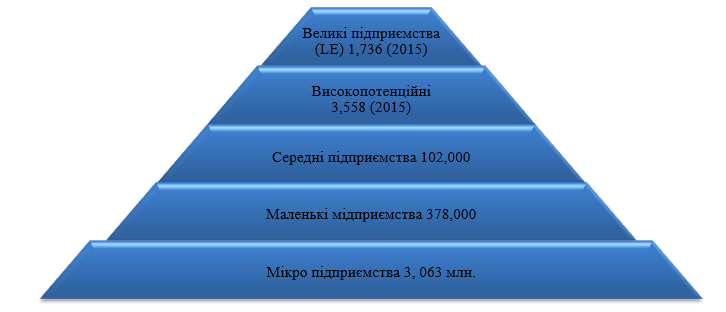 Великі підприємства
(LE) 1,736 (2015)
Високопотенційні
3,558 (2015)
Середні підприємства 102,000
Маленькі мідприємства 378,000
Мікро підприємства 3, 063 млн.